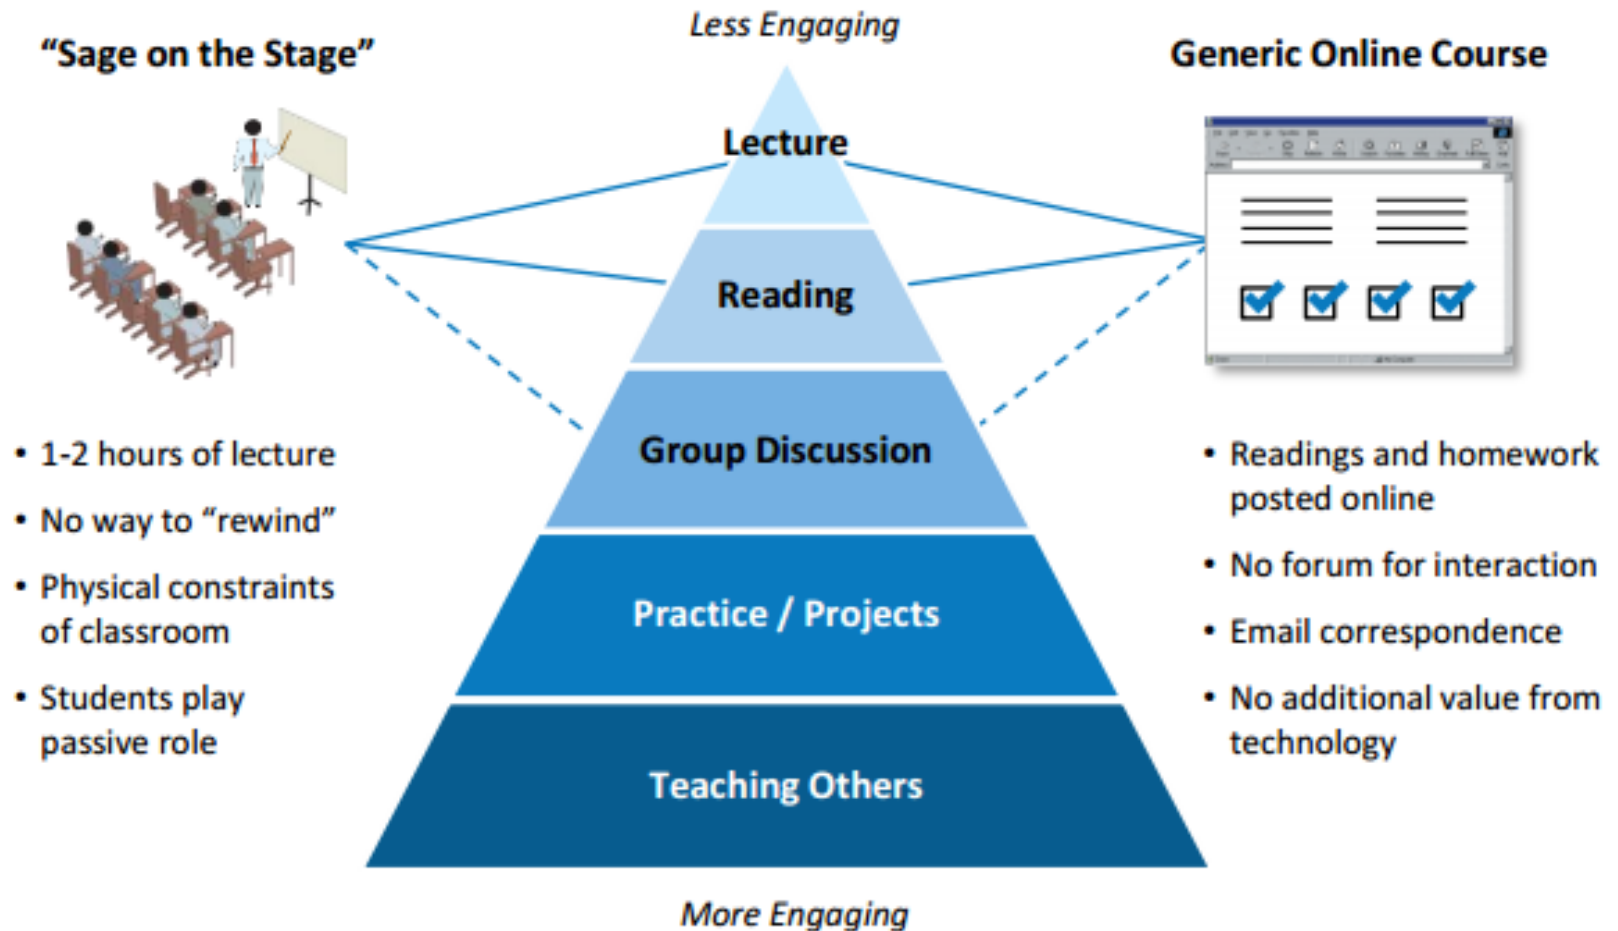 Less Engaging
“Sage on the Stage”
Generic Online Course
Lecture
Reading
Group Discussion
Practice / Projects
Teaching Others
• 1-2 hours of lecture
• No way to “rewind”
• Physical constraints
of classroom
• Students play
passive role
• Readings and homework
posted online
• No forum for interaction
• Email correspondence
• No additional value from
technology
More Engaging